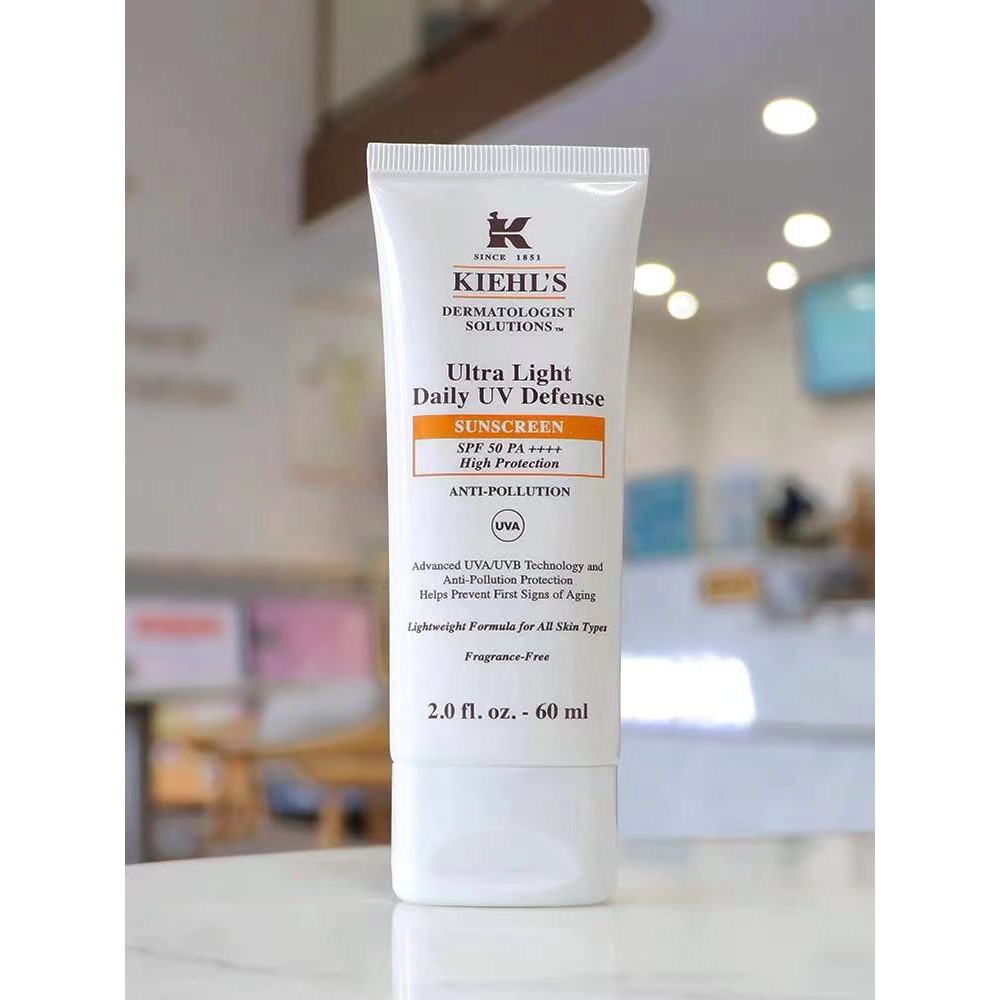 K
SINCE 1851
KIEHL'S
DERMATOLOGIST
SOLUTIONS™
Ultra Light
Daily UV Defense
SUNSCREEN
SPF 50 PA ++++
High Protection
ANTI-POLLUTION
UVA
Advanced UVA/UVB Technology and
Anti-Pollution Protection
Helps Prevent First Signs of Aging
Lightweight Formula for All Skin Types
Fragrance-Free
2.0 fl. oz. - 60 ml